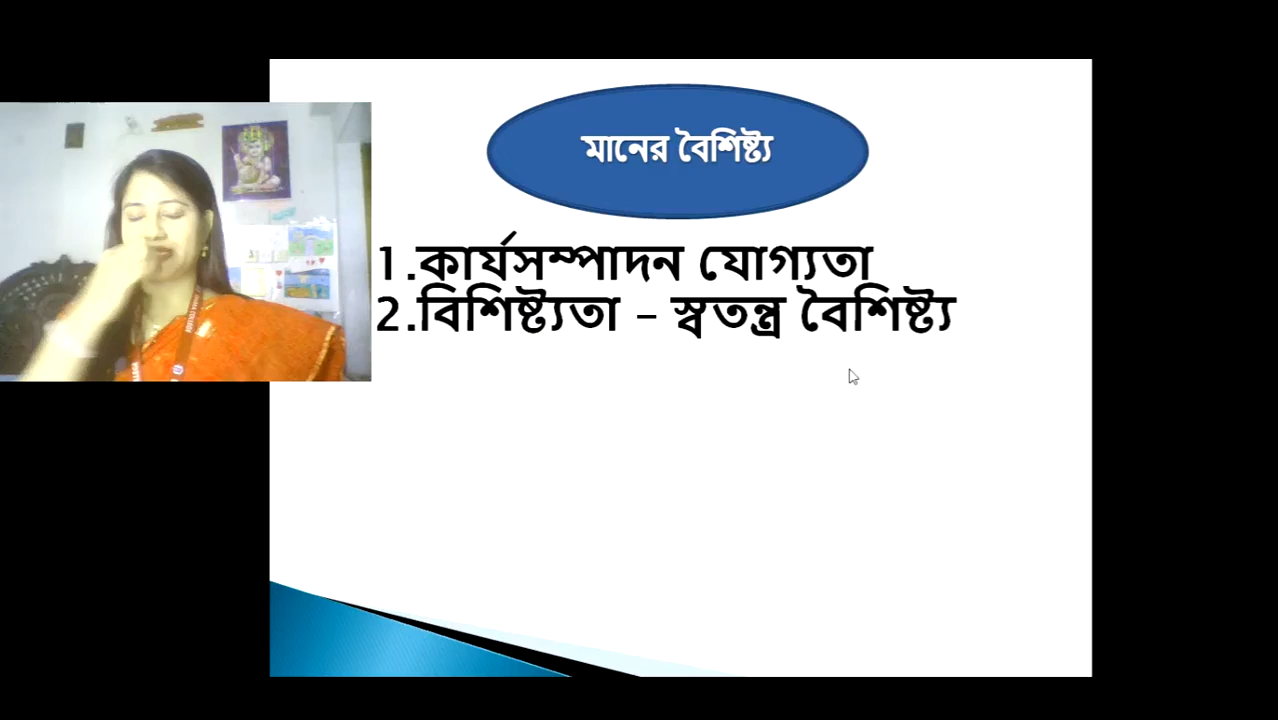 মানের বৈশিষ্ট্য
1.কার্যসম্পাদন যোগ্যতা
2.বিশিষ্ট্যতা – স্বতন্ত্র বৈশিষ্ট্য